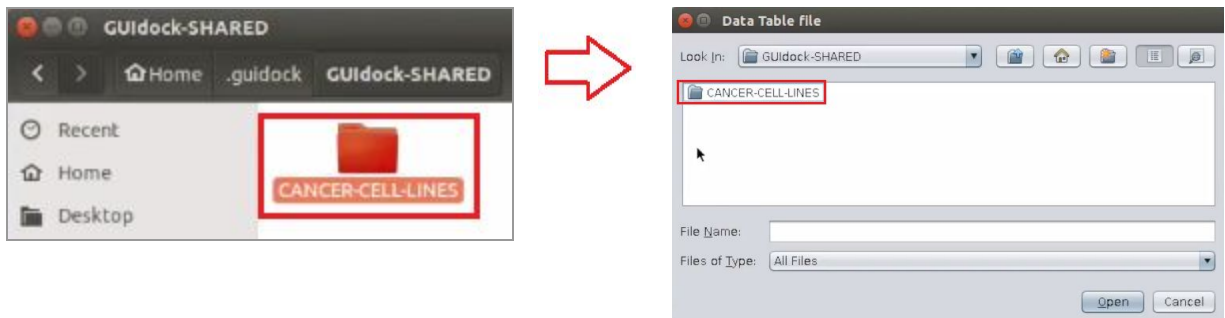 GUIdock-SHARED
Home .guidock GUIdock-SHARED
Recent
Home
Desktop
CANCER-CELL-LINES
Data Table file
Look In: GUIdock-SHARED
CANCER-CELL-LINES
File Name:
Files of Type: All Files
Open Cancel